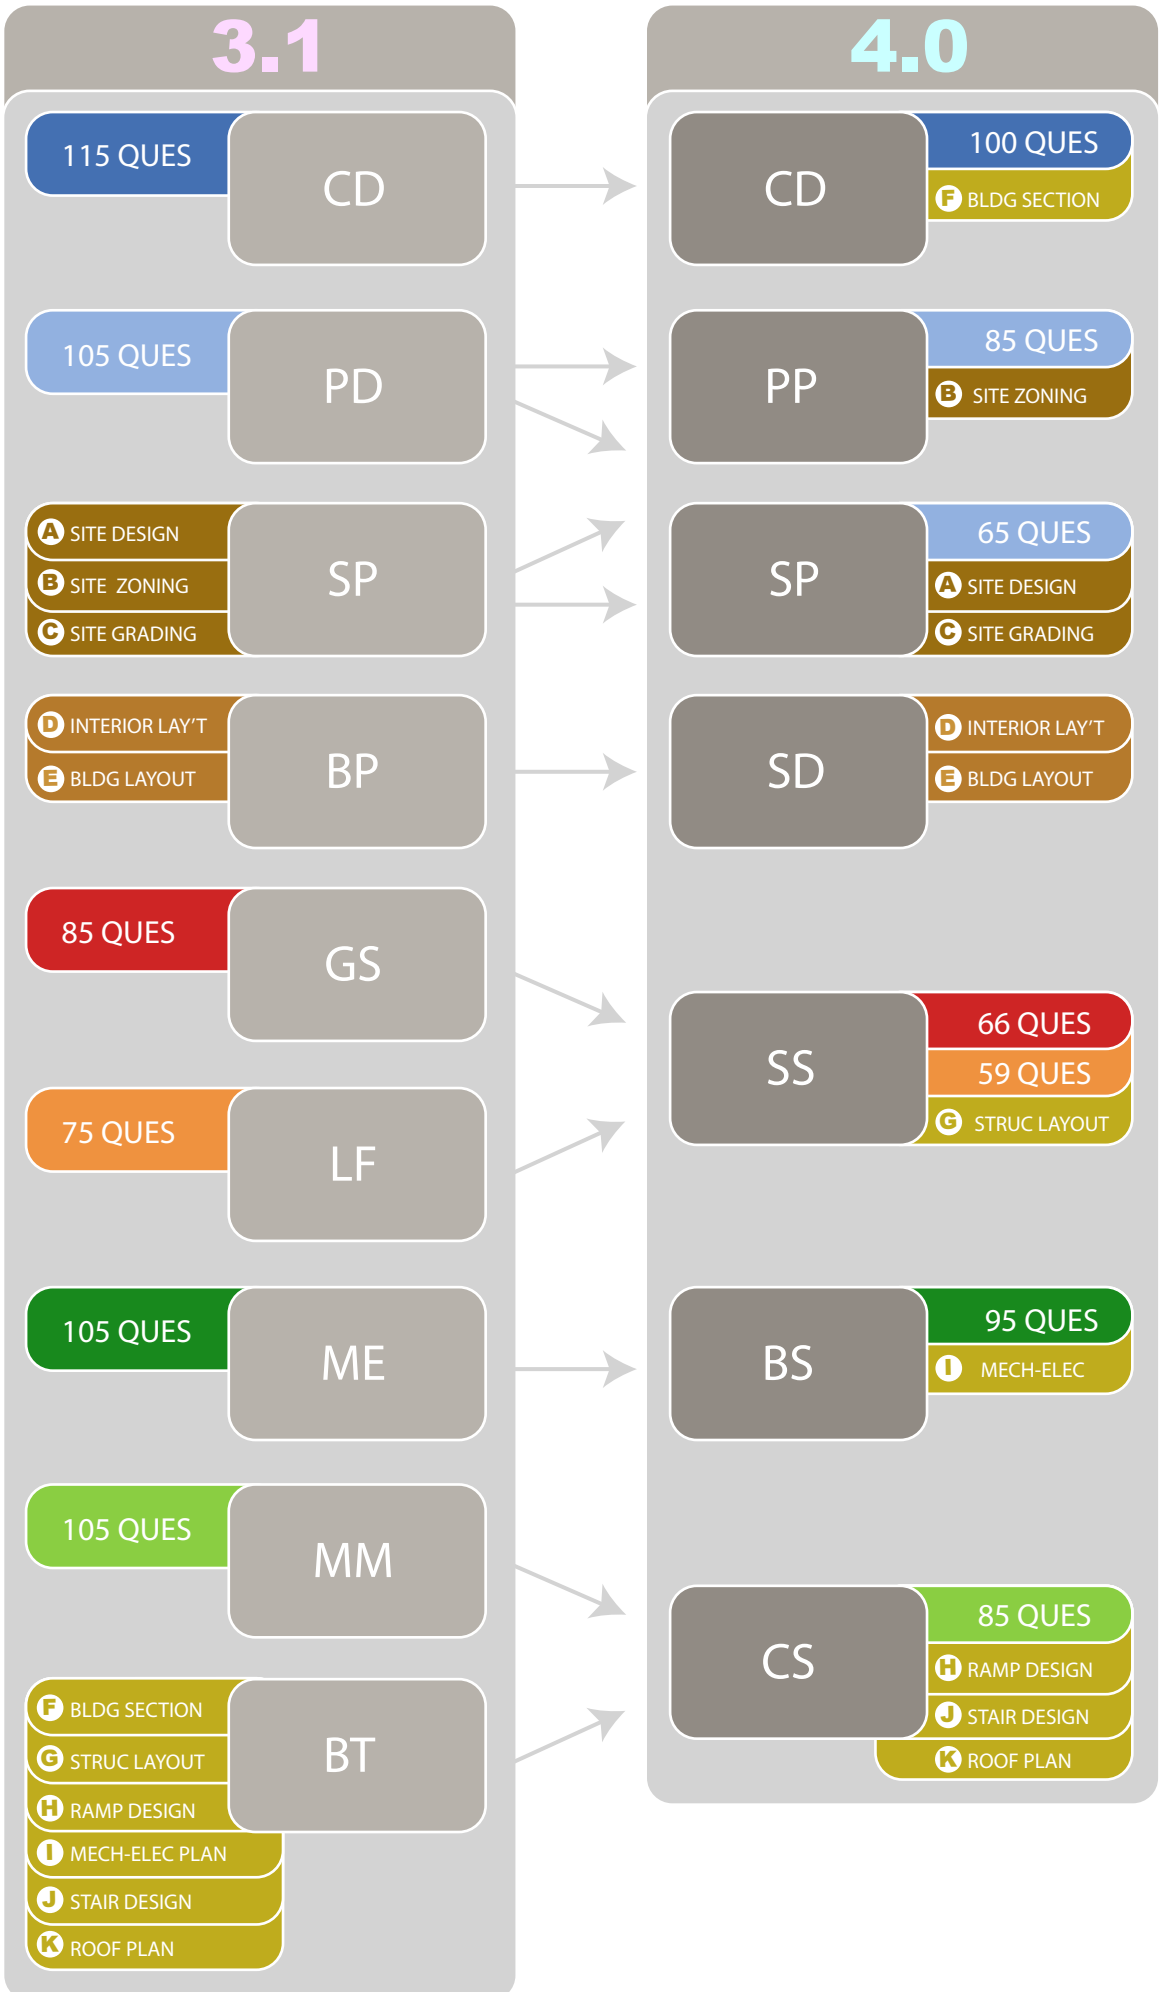 3.1
115 QUES
CD
105 QUES
PD
A SITE DESIGN
B SITE ZONING
C SITE GRADING
SP
D INTERIOR LAY'T
E BLDG LAYOUT
BP
85 QUES
GS
75 QUES
LF
105 QUES
ME
105 QUES
MM
F BLDG SECTION
G STRUC LAYOUT
H RAMP DESIGN
I MECH-ELEC PLAN
J STAIR DESIGN
K ROOF PLAN
BT
4.0
CD
100 QUES
F BLDG SECTION
PP
85 QUES
B SITE ZONING
SP
65 QUES
A SITE DESIGN
C SITE GRADING
SD
D INTERIOR LAY'T
E BLDG LAYOUT
SS
66 QUES
59 QUES
G STRUC LAYOUT
BS
95 QUES
I MECH-ELEC
CS
85 QUES
H RAMP DESIGN
J STAIR DESIGN
K ROOF PLAN